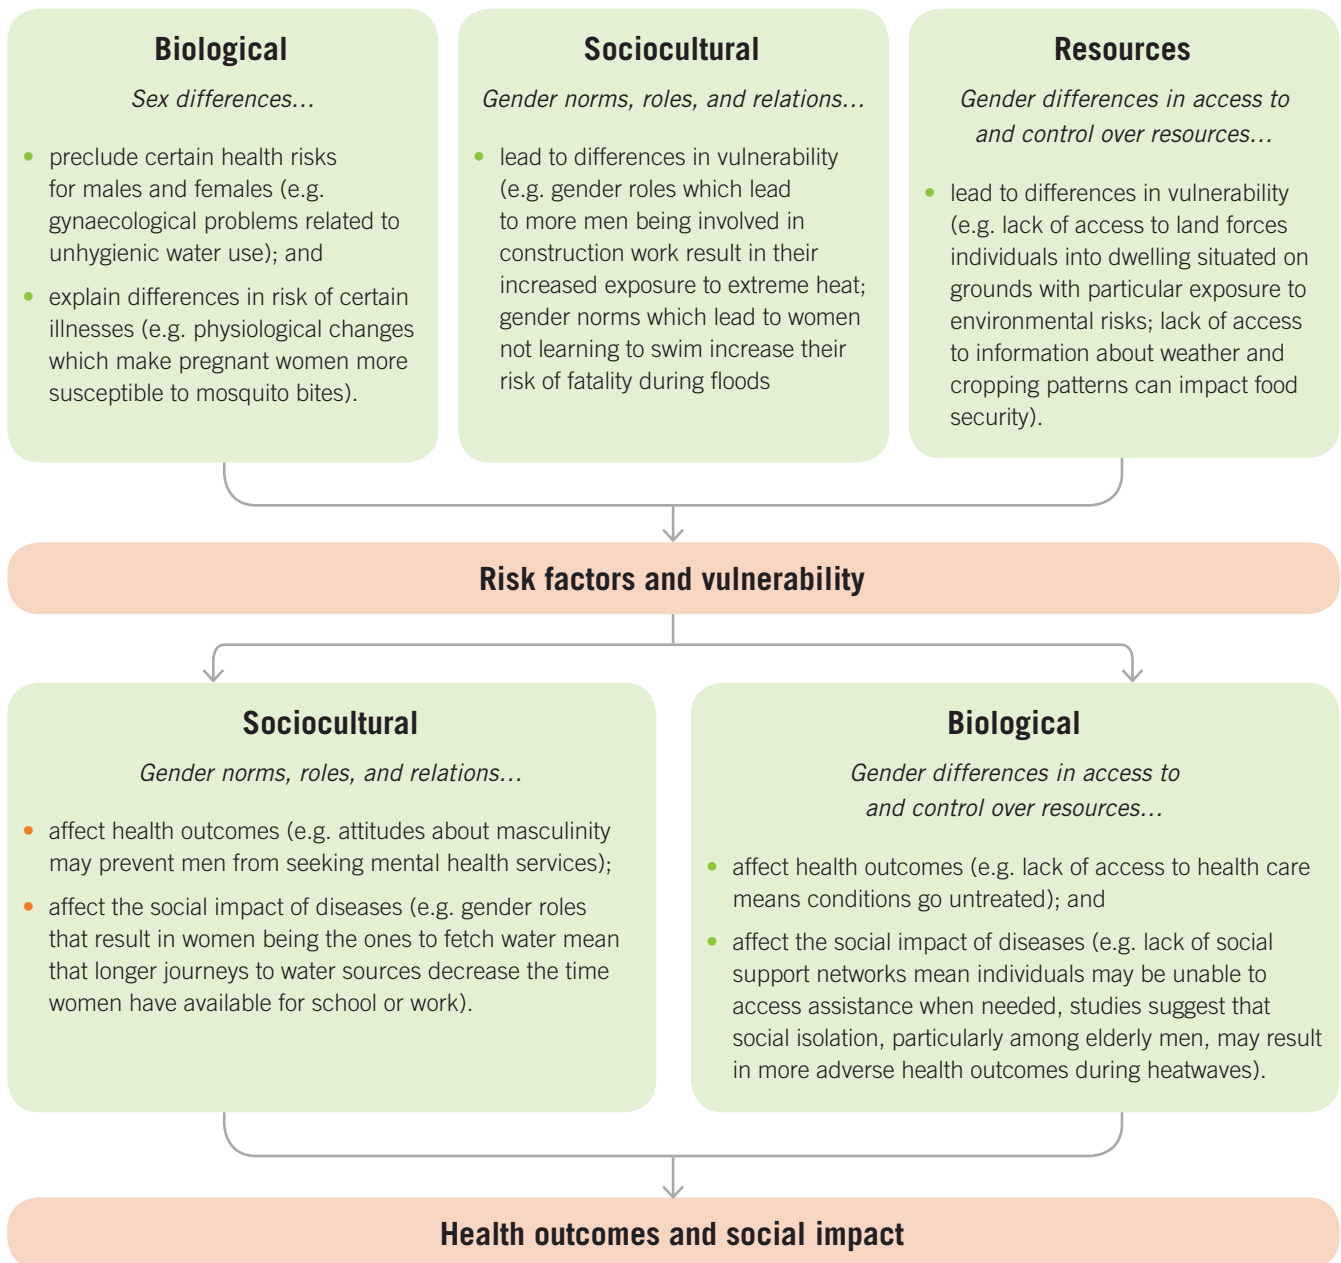 Biological
Sex differences…
• preclude certain health risks
for males and females (e.g.
gynaecological problems related to
unhygienic water use); and
• explain differences in risk of certain
illnesses (e.g. physiological changes
which make pregnant women more
susceptible to mosquito bites).
Sociocultural
Gender norms, roles, and relations…
• lead to differences in vulnerability
(e.g. gender roles which lead
to more men being involved in
construction work result in their
increased exposure to extreme heat;
gender norms which lead to women
not learning to swim increase their
risk of fatality during floods
Resources
Gender differences in access to
and control over resources…
• lead to differences in vulnerability
(e.g. lack of access to land forces
individuals into dwelling situated on
grounds with particular exposure to
environmental risks; lack of access
to information about weather and
cropping patterns can impact food
security).
Risk factors and vulnerability
Sociocultural
Gender norms, roles, and relations…
• affect health outcomes (e.g. attitudes about masculinity
may prevent men from seeking mental health services);
• affect the social impact of diseases (e.g. gender roles
that result in women being the ones to fetch water mean
that longer journeys to water sources decrease the time
women have available for school or work).
Biological
Gender differences in access to
and control over resources…
• affect health outcomes (e.g. lack of access to health care
means conditions go untreated); and
• affect the social impact of diseases (e.g. lack of social
support networks mean individuals may be unable to
access assistance when needed, studies suggest that
social isolation, particularly among elderly men, may result
in more adverse health outcomes during heatwaves).
Health outcomes and social impact